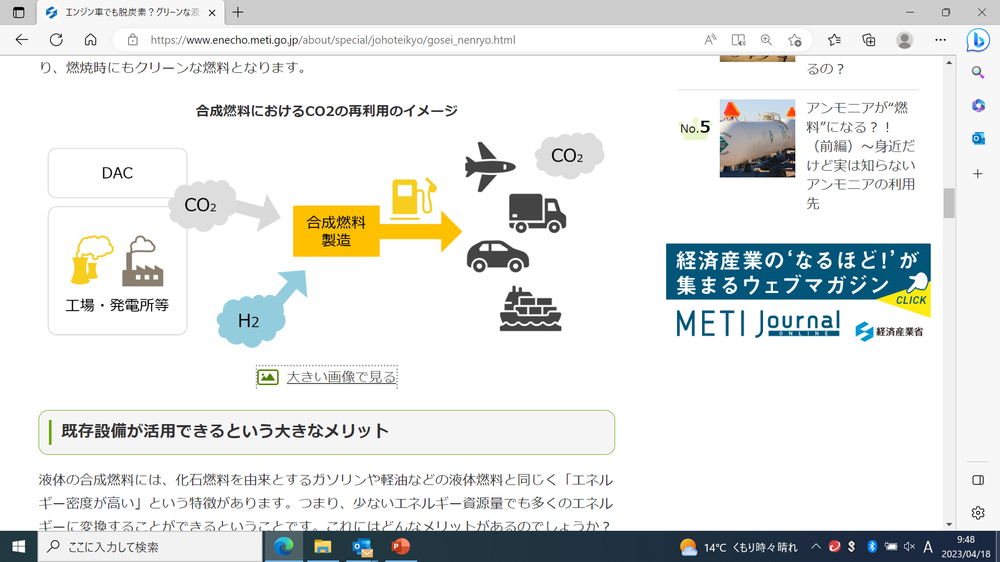 エンジン車でも脱炭素？グリーンな液
https://www.enecho.meti.go.jp/about/special/johoteikyo/gosei_nenryo.html
り、燃焼時にもクリーンな燃料となります。
合成燃料におけるCO2の再利用のイメージ
DAC
CO2
工場・発電所等
H2
合成燃料
製造
CO2
大きい画像で見る
既存設備が活用できるという大きなメリット
液体の合成燃料には、化石燃料を由来とするガソリンや軽油などの液体燃料と同じく「エネル
ギー密度が高い」という特徴があります。つまり、少ないエネルギー資源量でも多くのエネル
ギーに変換することができるということです。これにはどんなメリットがあるのでしょうか？
るの？
No.5
アンモニアが“燃
料”になる？！
（前編）～身近だ
けど実は知らない
アンモニアの利用
先
経済産業の‘なるほど!’が
集まるウェブマガジン
CLICK
METI Journal
ONLINE
経済産業省
ここに入力して検索
14°C くもり時々晴れ
A
9:48
2023/04/18